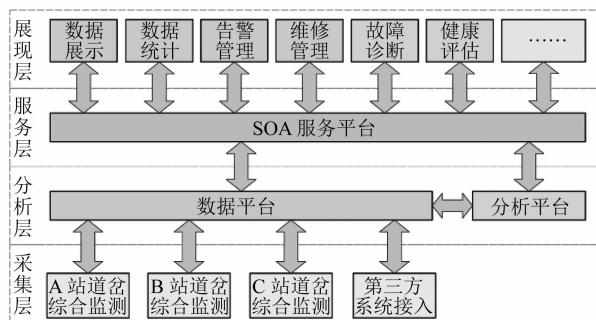 展现层
数据展示
数据统计
告警管理
维修管理
故障诊断
健康评估
……
服务层
SOA 服务平台
分析层
数据平台
分析平台
采集层
A 站道岔综合监测
B 站道岔综合监测
C 站道岔综合监测
第三方系统接入